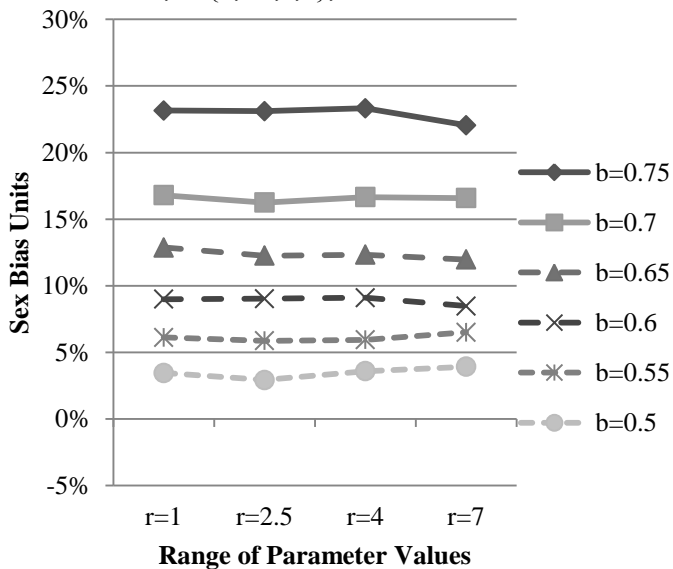 30%
25%
20%
15%
10%
5%
0%
-5%
Sex Bias Units
r=1 r=2.5 r=4 r=7
Range of Parameter Values
b=0.75
b=0.7
b=0.65
b=0.6
b=0.55
b=0.5